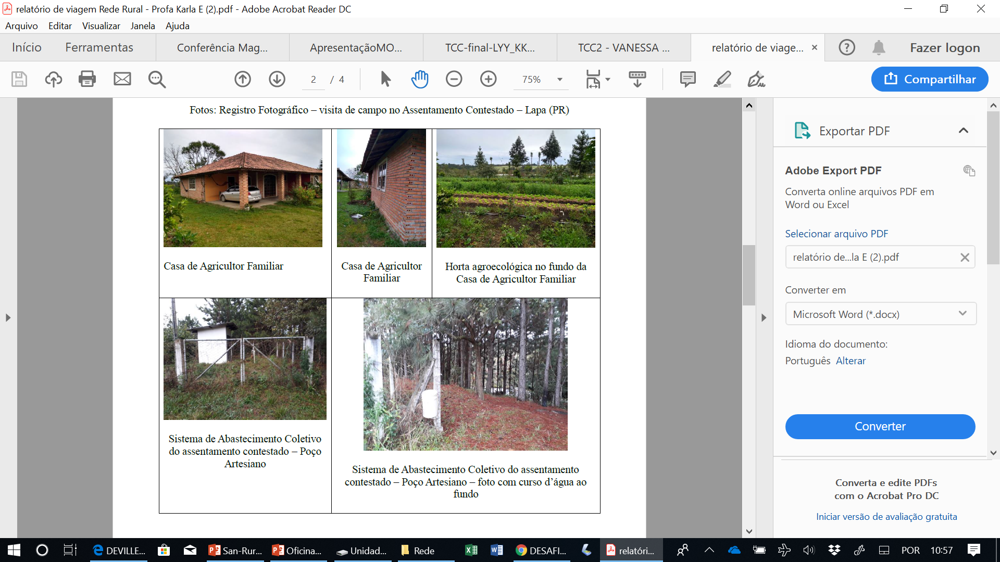 relatório de viagem Rede Rural - Profa Karla E (2).pdf - Adobe Acrobat Reader DC
Arquivo Editar Visualizar Janela Ajuda
Início Ferramentas Conferência Mag... ApresentaçãoMO... TCC-final-LYY_KK... TCC2 - VANESSA ... relatório de viage... × Fazer logon
2 / 4 75% Compartilhar
Fotos: Registro Fotográfico – visita de campo no Assentamento Contestado – Lapa (PR)
Casa de Agricultor Familiar
Casa de Agricultor
Familiar
Horta agroecológica no fundo da
Casa de Agricultor Familiar
Sistema de Abastecimento Coletivo
do assentamento contestado – Poço
Artesiano
Sistema de Abastecimento Coletivo do assentamento
contestado – Poço Artesiano – foto com curso d’água ao
fundo
Exportar PDF
Adobe Export PDF
Converta online arquivos PDF em
Word ou Excel
Selecionar arquivo PDF
relatório de...la E (2).pdf
Converter em
Microsoft Word (*.docx)
Idioma do documento:
Português Alterar
Converter
Converta e edite PDFs
com o Acrobat Pro DC
Iniciar versão de avaliação gratuita
DEVILLE... San-Rur... Oficina... Unidad... Rede DESAFI... relatóri... POR 10:57